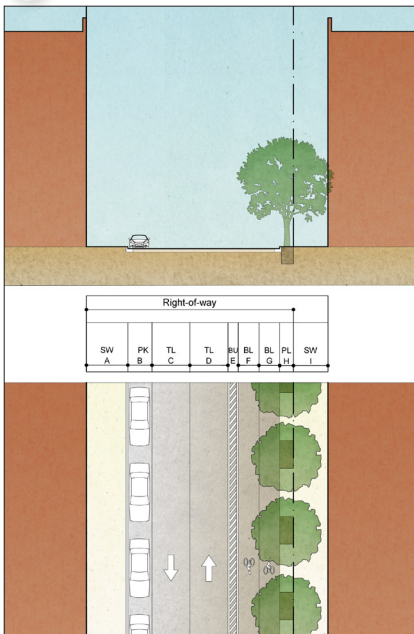 Right-of-way
SW PK TL TL BU BL BL PL SW
A B C D E F G H I